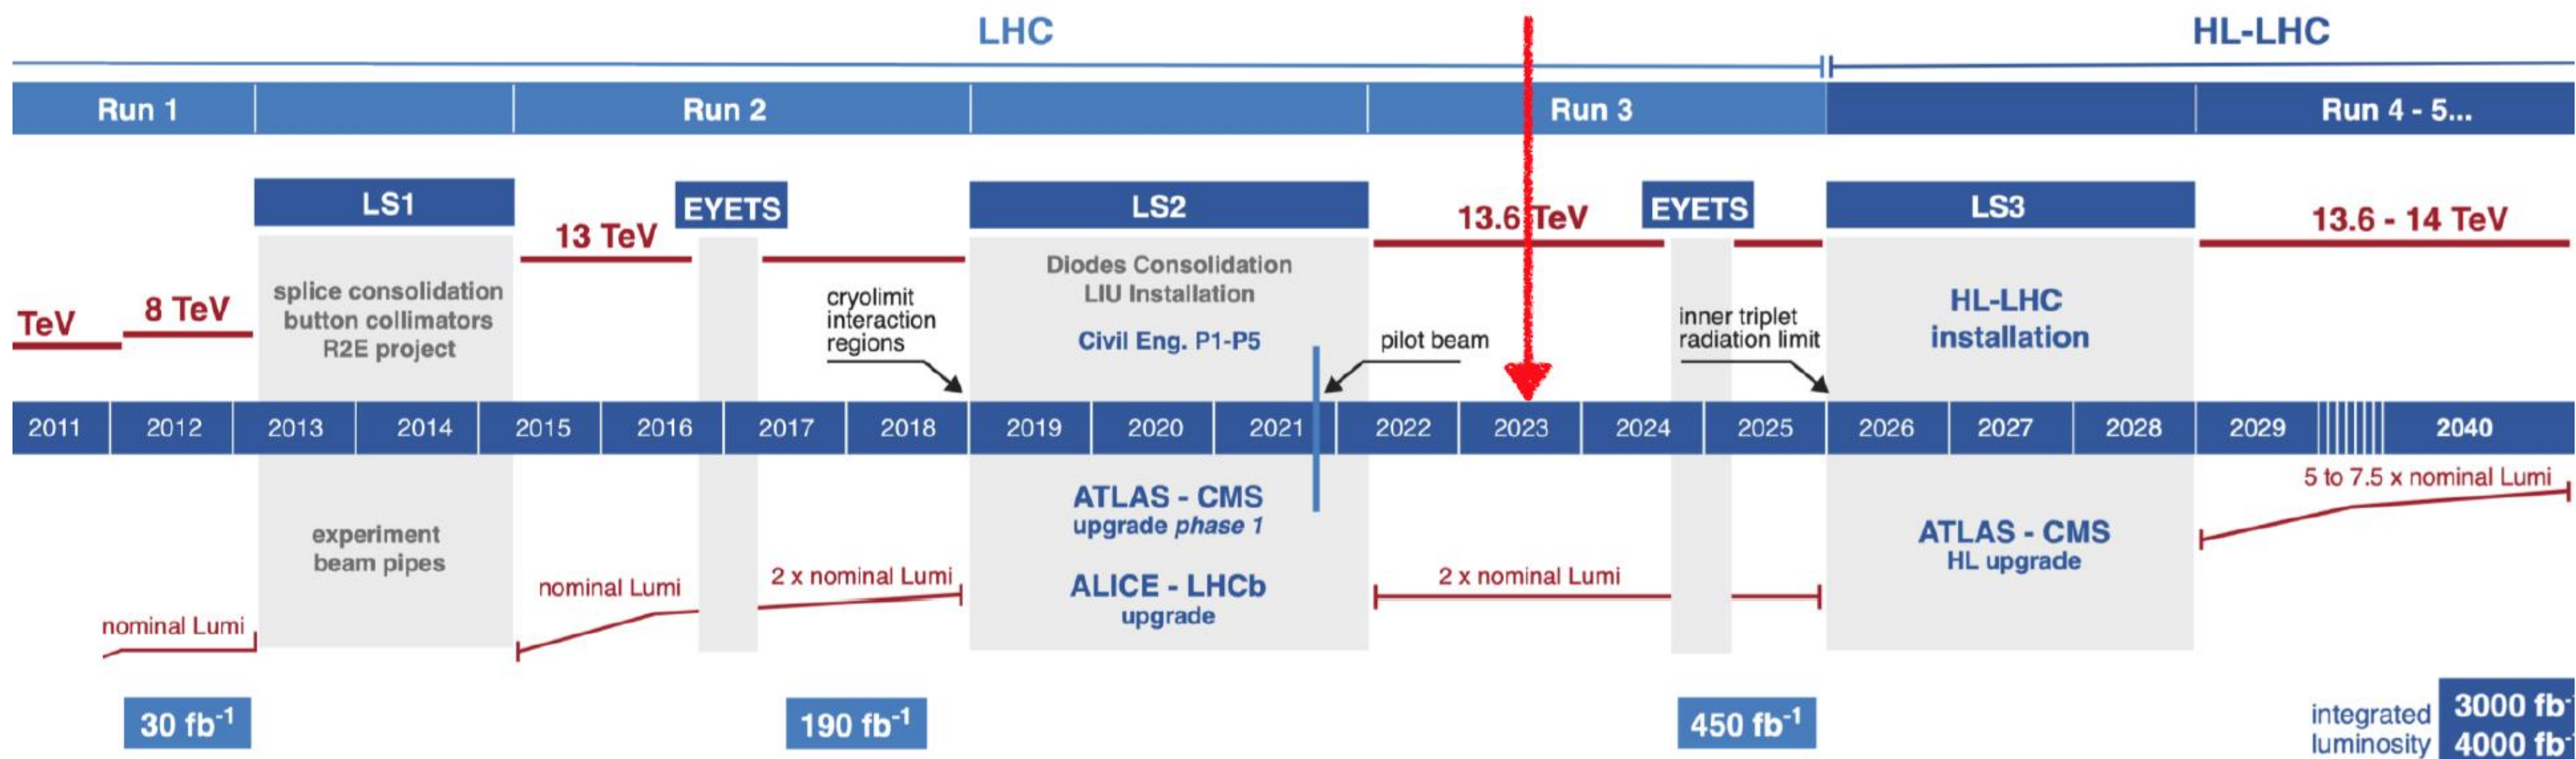 LHC
HL-LHC
Run 1
Run 2
Run 3
Run 4 - 5...
LS1
EYETS
LS2
EYETS
LS3
TeV
8 TeV
13 TeV
13.6 TeV
13.6 - 14 TeV
splice consolidation
button collimators
R2E project
cryolimit
interaction
regions
Diodes Consolidation
LIU Installation
Civil Eng. P1-P5
pilot beam
inner triplet
radiation limit
HL-LHC
installation
2011
2012
2013
2014
2015
2016
2017
2018
2019
2020
2021
2022
2023
2024
2025
2026
2027
2028
2029
2040
experiment
beam pipes
nominal Lumi
nominal Lumi
2 x nominal Lumi
ATLAS - CMS
upgrade phase 1
ALICE - LHCb
upgrade
2 x nominal Lumi
ATLAS - CMS
HL upgrade
5 to 7.5 x nominal Lumi
30 fb⁻¹
190 fb⁻¹
450 fb⁻¹
integrated
luminosity
3000 fb⁻
4000 fb⁻